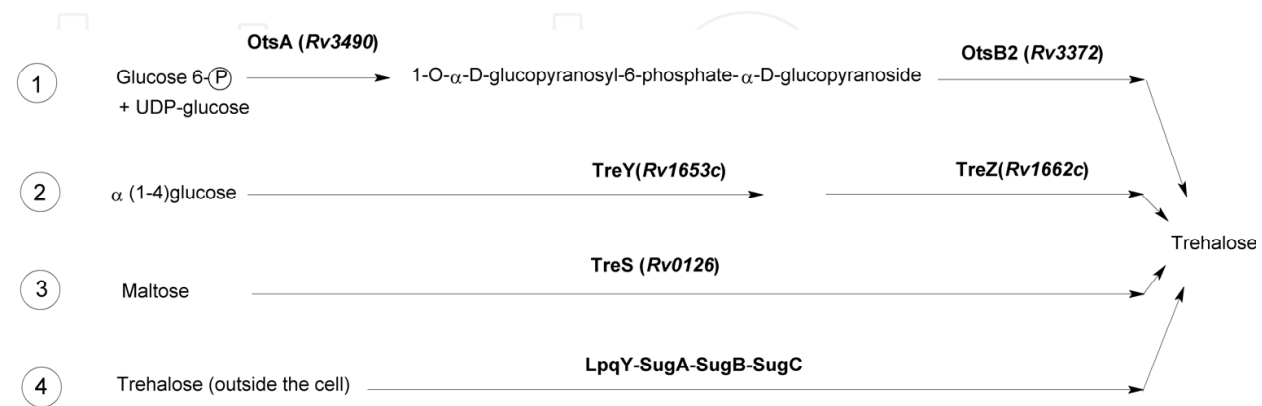 OtsA (Rv3490)
OtsB2 (Rv3372)
1
Glucose 6-P
1-O-α-D-glucopyranosyl-6-phosphate-α-D-glucopyranoside
+ UDP-glucose
TreY(Rv1653c)
TreZ(Rv1662c)
2
α (1-4)glucose
Trehalose
TreS (Rv0126)
3
Maltose
LpqY-SugA-SugB-SugC
4
Trehalose (outside the cell)